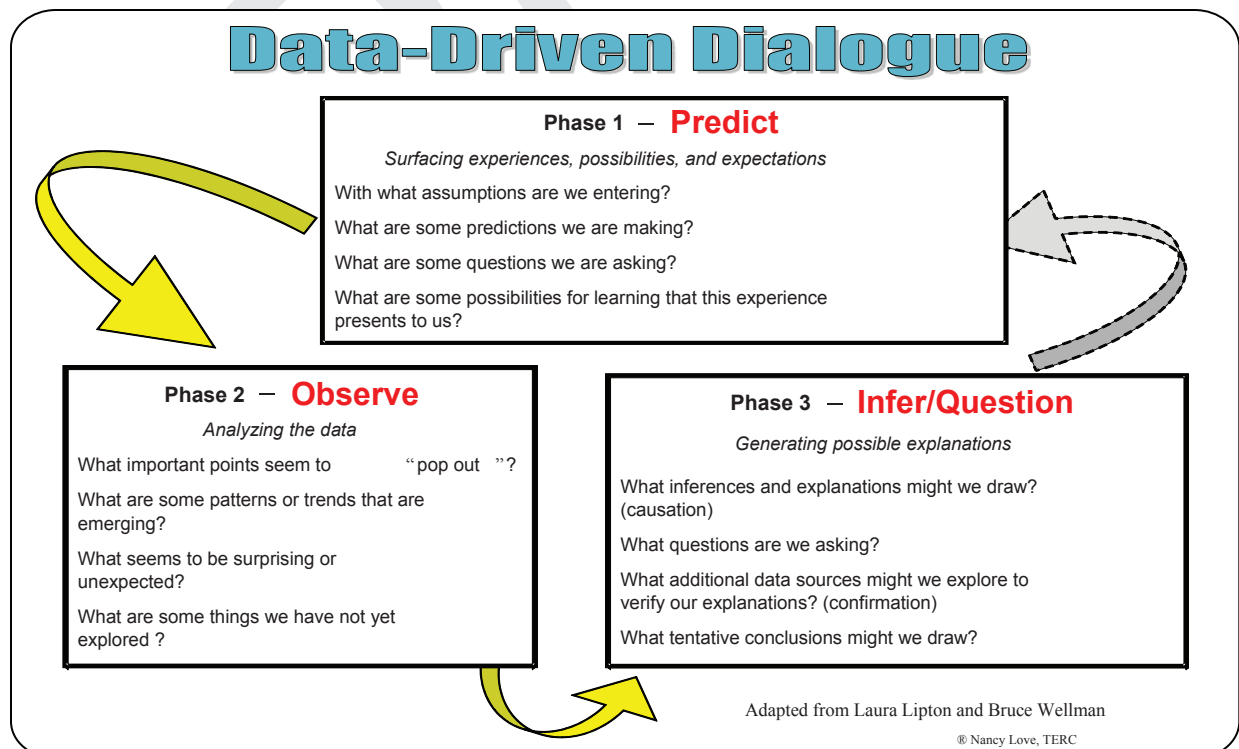 Data-Driven Dialogue
Phase 1 – Predict
Surfacing experiences, possibilities, and expectations
With what assumptions are we entering?
What are some predictions we are making?
What are some questions we are asking?
What are some possibilities for learning that this experience
presents to us?
Phase 2 – Observe
Analyzing the data
What important points seem to “pop out ”?
What are some patterns or trends that are
emerging?
What seems to be surprising or
unexpected?
What are some things we have not yet
explored ?
Phase 3 – Infer/Question
Generating possible explanations
What inferences and explanations might we draw?
(causation)
What questions are we asking?
What additional data sources might we explore to
verify our explanations? (confirmation)
What tentative conclusions might we draw?
Adapted from Laura Lipton and Bruce Wellman
® Nancy Love, TERC